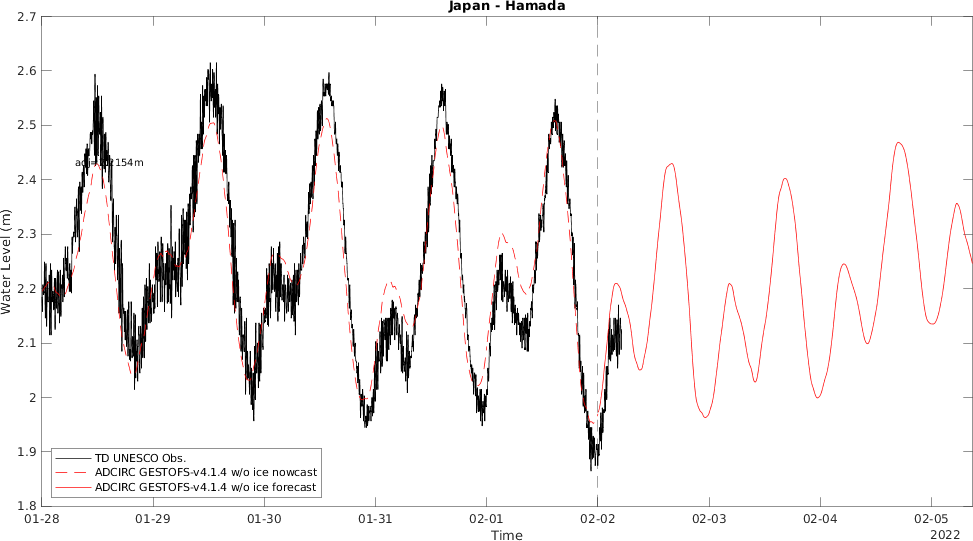 Japan - Hamada
2.7
2.6
2.5
2.4
2.3
2.2
2.1
2
1.9
1.8
Water Level (m)
TD UNESCO Obs.
ADCIRC GESTOFS-v4.1.4 w/o ice nowcast
ADCIRC GESTOFS-v4.1.4 w/o ice forecast
01-28 01-29 01-30 01-31 02-01 02-02 02-03 02-04 02-05
Time
2022